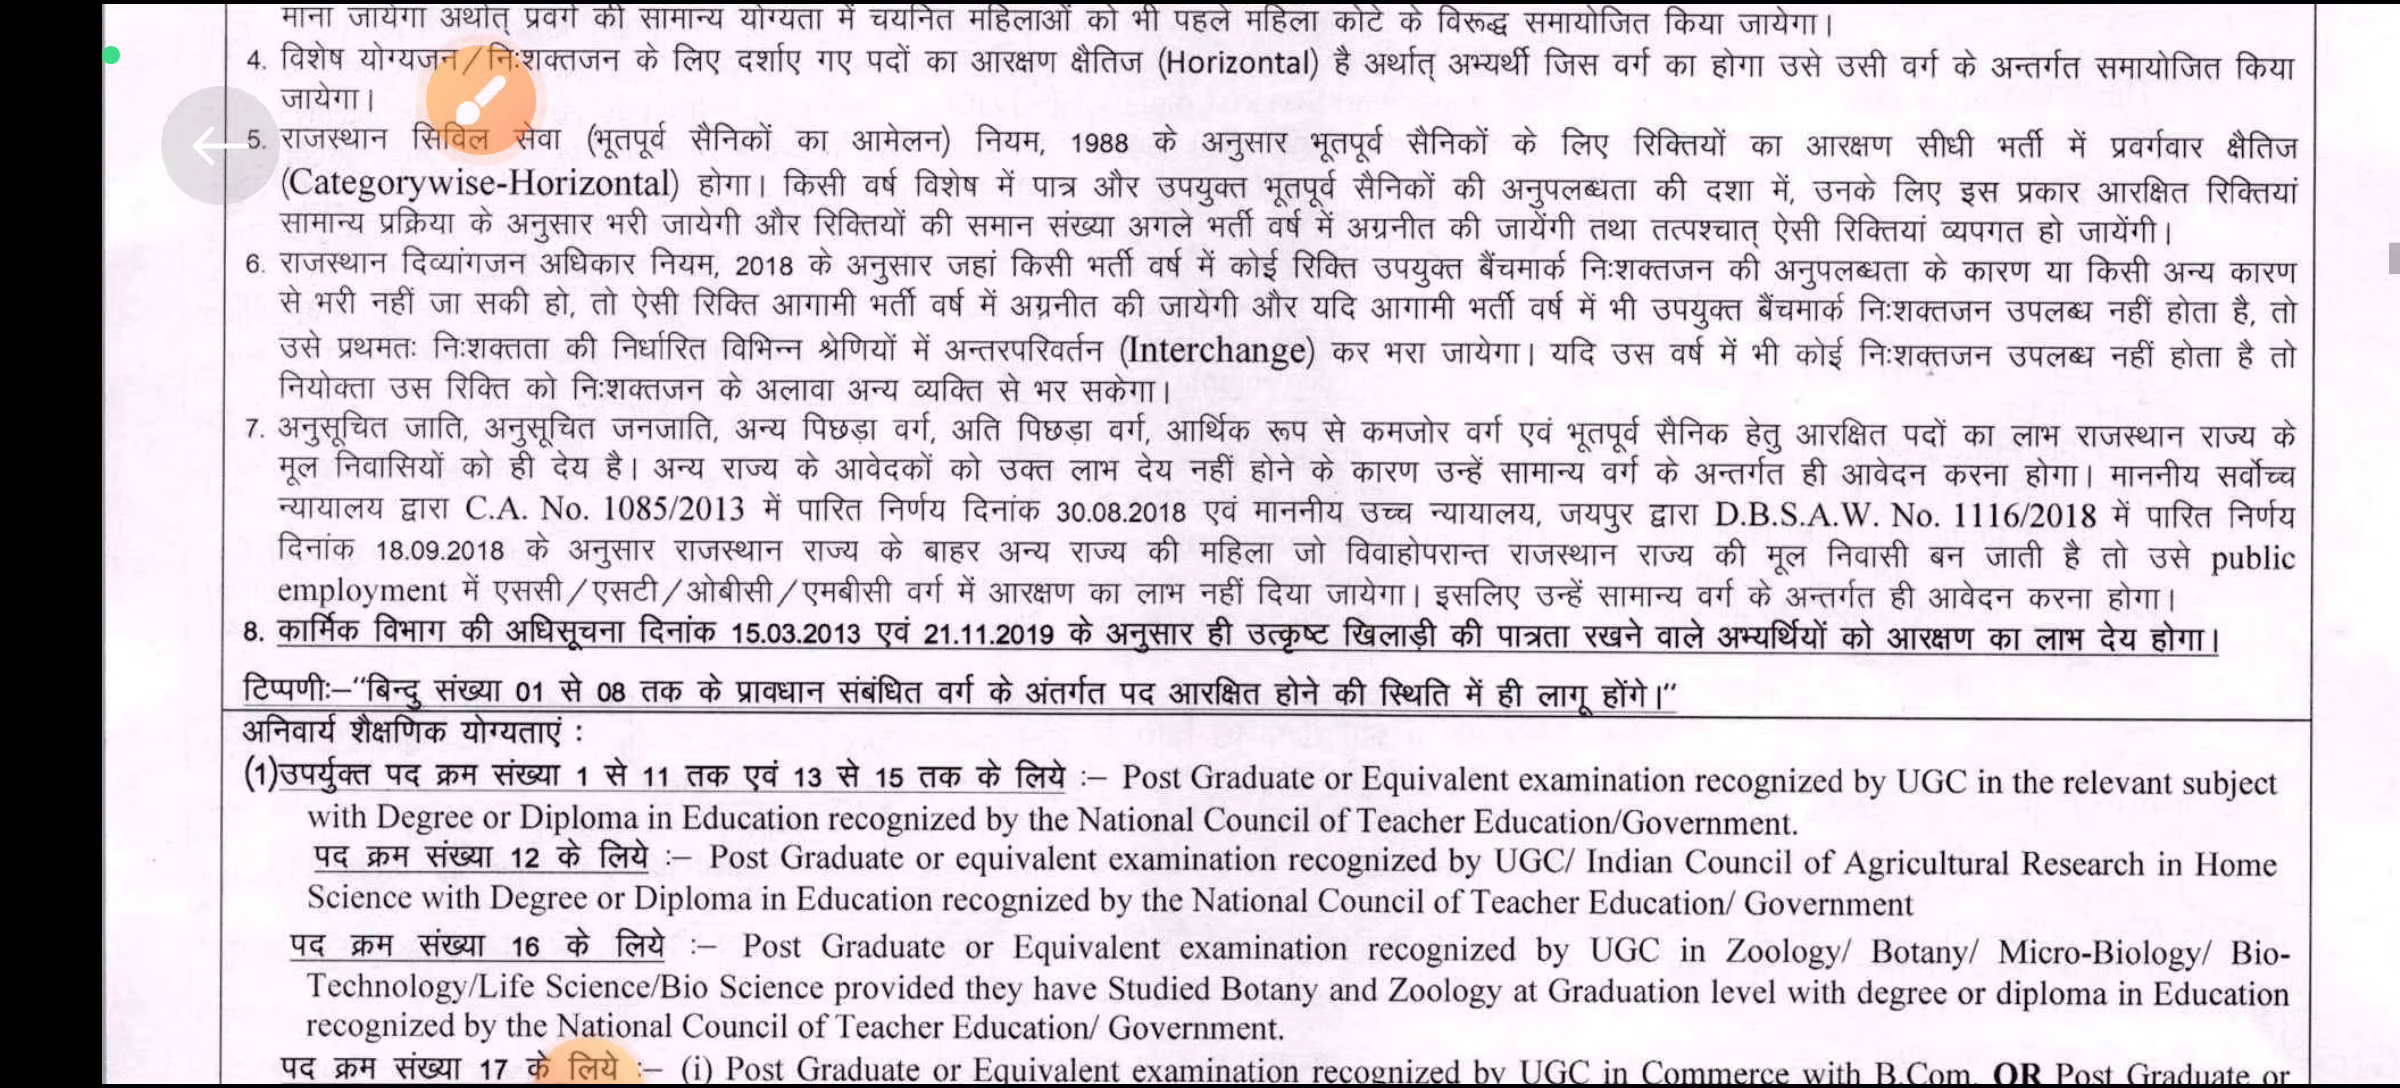 माना जायेगा अर्थात् प्रवर्ग की सामान्य योग्यता में चयनित महिलाओं को भी पहले महिला कोटे के विरूद्ध समायोजित किया जायेगा।
4. विशेष योग्यजन/निःशक्तजन के लिए दर्शाए गए पदों का आरक्षण क्षैतिज (Horizontal) है अर्थात् अभ्यर्थी जिस वर्ग का होगा उसे उसी वर्ग के अन्तर्गत समायोजित किया
जायेगा।
5. राजस्थान सिविल सेवा (भूतपूर्व सैनिकों का आमेलन) नियम, 1988 के अनुसार भूतपूर्व सैनिकों के लिए रिक्तियों का आरक्षण सीधी भर्ती में प्रवर्गवार क्षैतिज
(Categorywise-Horizontal) होगा। किसी वर्ष विशेष में पात्र और उपयुक्त भूतपूर्व सैनिकों की अनुपलब्धता की दशा में, उनके लिए इस प्रकार आरक्षित रिक्तियां
सामान्य प्रक्रिया के अनुसार भरी जायेगी और रिक्तियों की समान संख्या अगले भर्ती वर्ष में अग्रनीत की जायेंगी तथा तत्पश्चात् ऐसी रिक्तियां व्यपगत हो जायेंगी।
6. राजस्थान दिव्यांगजन अधिकार नियम, 2018 के अनुसार जहां किसी भर्ती वर्ष में कोई रिक्ति उपयुक्त बैंचमार्क निःशक्तजन की अनुपलब्धता के कारण या किसी अन्य कारण
से भरी नहीं जा सकी हो, तो ऐसी रिक्ति आगामी भर्ती वर्ष में अग्रनीत की जायेंगी और यदि आगामी भर्ती वर्ष में भी उपयुक्त बैंचमार्क निःशक्तजन उपलब्ध नहीं होता है, तो
उसे प्रथमतः निःशक्तता की निर्धारित विभिन्न श्रेणियों में अन्तरपरिवर्तन (Interchange) कर भरा जायेगा। यदि उस वर्ष में भी कोई निःशक्तजन उपलब्ध नहीं होता है तो
नियोक्ता उस रिक्ति को निःशक्तजन के अलावा अन्य व्यक्ति से भर सकेगा।
7. अनुसूचित जाति, अनुसूचित जनजाति, अन्य पिछड़ा वर्ग, अति पिछड़ा वर्ग, आर्थिक रूप से कमजोर वर्ग एवं भूतपूर्व सैनिक हेतु आरक्षित पदों का लाभ राजस्थान राज्य के
मूल निवासियों को ही देय है। अन्य राज्य के आवेदकों को उक्त लाभ देय नहीं होने के कारण उन्हें सामान्य वर्ग के अन्तर्गत ही आवेदन करना होगा। माननीय सर्वोच्च
न्यायालय द्वारा C.A. No. 1085/2013 में पारित निर्णय दिनांक 30.08.2018 एवं माननीय उच्च न्यायालय, जयपुर द्वारा D.B.S.A.W. No. 1116/2018 में पारित निर्णय
दिनांक 18.09.2018 के अनुसार राजस्थान राज्य के बाहर अन्य राज्य की महिला जो विवाहोपरान्त राजस्थान राज्य की मूल निवासी बन जाती है तो उसे public
employment में एससी/एसटी/ओबीसी/एमबीसी वर्ग में आरक्षण का लाभ नहीं दिया जायेगा। इसलिए उन्हें सामान्य वर्ग के अन्तर्गत ही आवेदन करना होगा।
8. कार्मिक विभाग की अधिसूचना दिनांक 15.03.2013 एवं 21.11.2019 के अनुसार ही उत्कृष्ट खिलाड़ी की पात्रता रखने वाले अभ्यर्थियों को आरक्षण का लाभ देय होगा।
टिप्पणीः–“बिन्दु संख्या 01 से 08 तक के प्रावधान संबंधित वर्ग के अंतर्गत पद आरक्षित होने की स्थिति में ही लागू होंगे।“
अनिवार्य शैक्षणिक योग्यताएं :
(1)उपर्युक्त पद क्रम संख्या 1 से 11 तक एवं 13 से 15 तक के लिये :– Post Graduate or Equivalent examination recognized by UGC in the relevant subject
with Degree or Diploma in Education recognized by the National Council of Teacher Education/Government.
पद क्रम संख्या 12 के लिये :– Post Graduate or equivalent examination recognized by UGC/ Indian Council of Agricultural Research in Home
Science with Degree or Diploma in Education recognized by the National Council of Teacher Education/ Government
पद क्रम संख्या 16 के लिये :– Post Graduate or Equivalent examination recognized by UGC in Zoology/ Botany/ Micro-Biology/ Bio-
Technology/Life Science/Bio Science provided they have Studied Botany and Zoology at Graduation level with degree or diploma in Education
recognized by the National Council of Teacher Education/ Government.
पद क्रम संख्या 17 के लिये :– (i) Post Graduate or Equivalent examination recognized by UGC in Commerce with B.Com. OR Post Graduate or